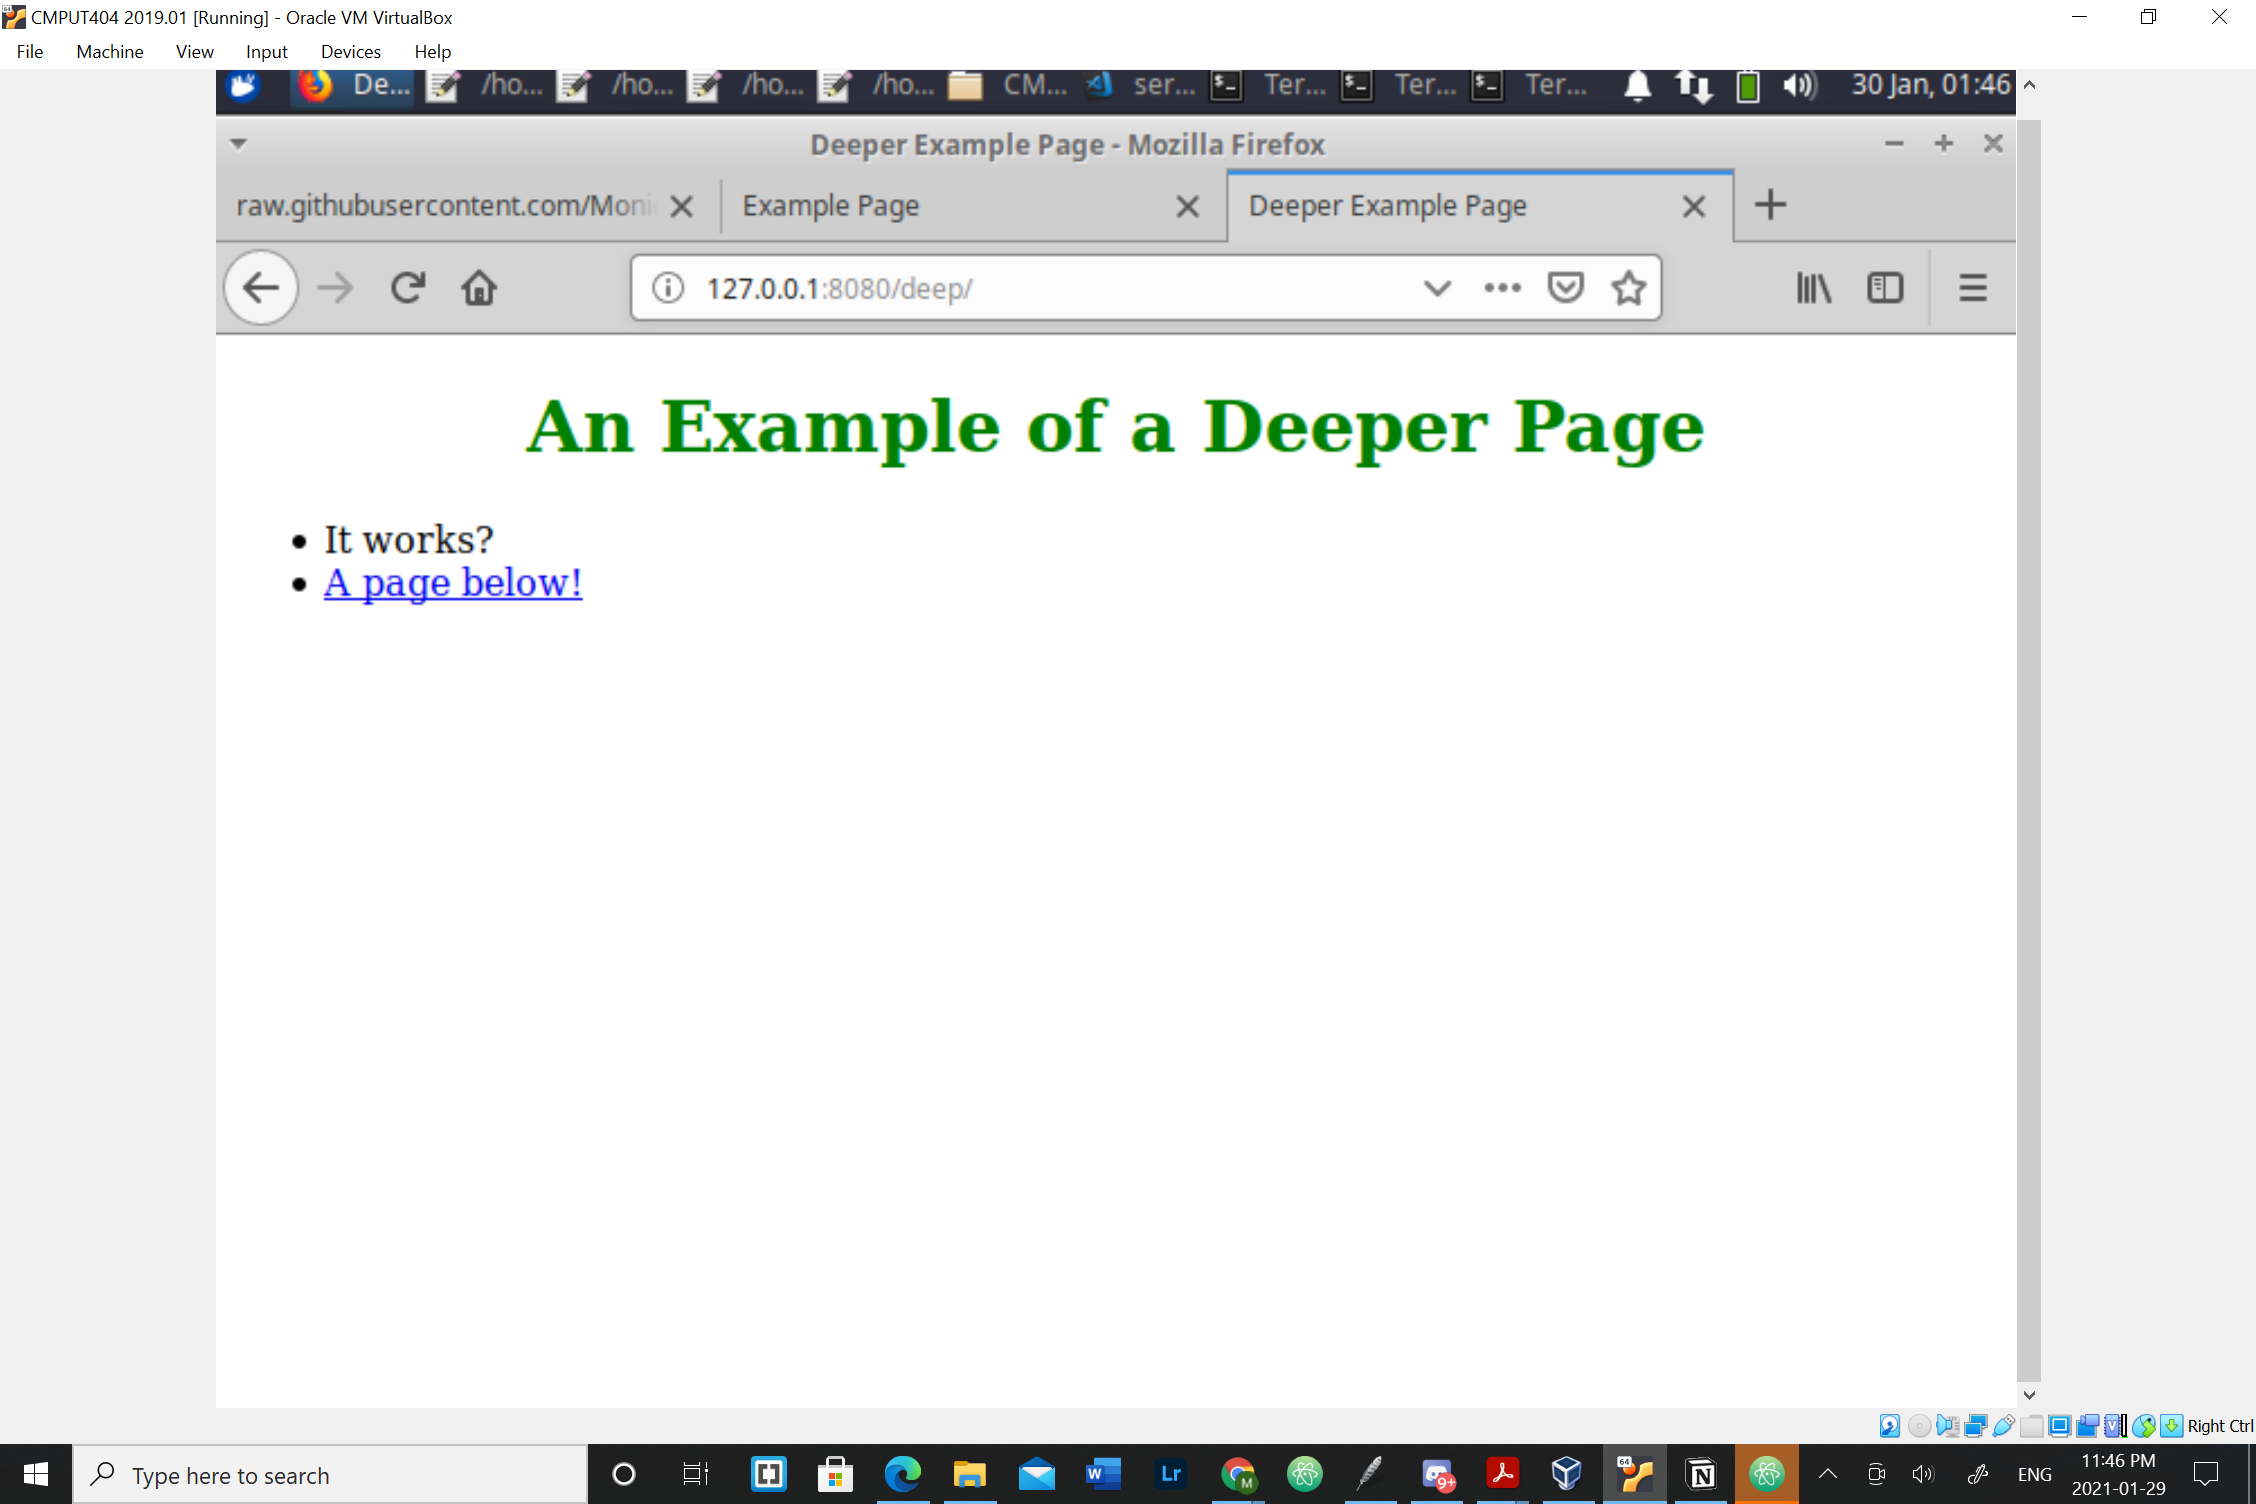 CMPUT404 2019.01 [Running] - Oracle VM VirtualBox
File Machine View Input Devices Help
De... /ho... /ho... /ho... /ho... CM... ser... Ter... Ter... Ter... 30 Jan, 01:46
Deeper Example Page - Mozilla Firefox
raw.githubusercontent.com/Moni Example Page Deeper Example Page
127.0.0.1:8080/deep/
An Example of a Deeper Page
It works?
A page below!
Right Ctrl
Type here to search
Lr
M
9+
64
ENG
11:46 PM
2021-01-29